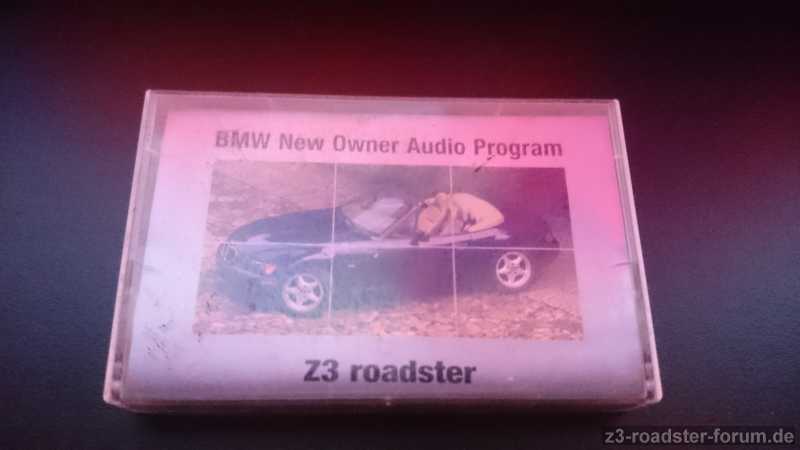 BMW New Owner Audio Program
Z3 roadster
z3-roadster-forum.de